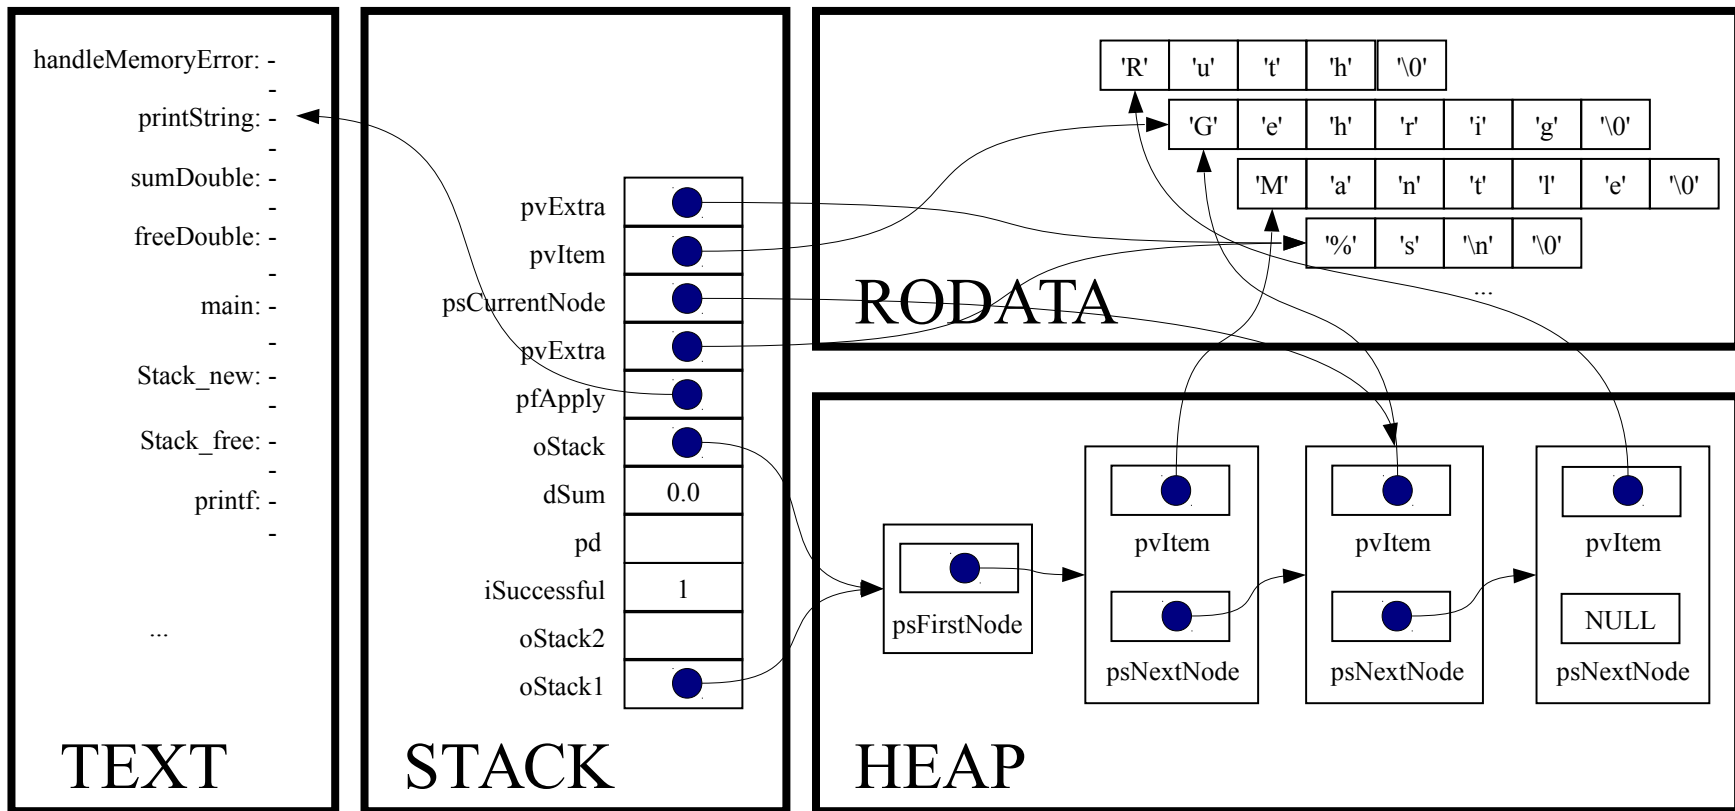 handleMemoryError: -
-
printString: -
-
sumDouble: -
-
freeDouble: -
-
main: -
-
Stack_new: -
-
Stack_free: -
-
printf: -
-
...
TEXT
pvExtra
pvItem
psCurrentNode
pvExtra
pfApply
oStack
dSum 0.0
pd
iSuccessful 1
oStack2
oStack1
STACK
'R' 'u' 't' 'h' '\0'
'G' 'e' 'h' 'r' 'i' 'g' '\0'
'M' 'a' 'n' 't' 'l' 'e' '\0'
'%' 's' '\n' '\0'
...
RODATA
psFirstNode
pvItem
psNextNode
pvItem
psNextNode
pvItem
NULL
psNextNode
HEAP